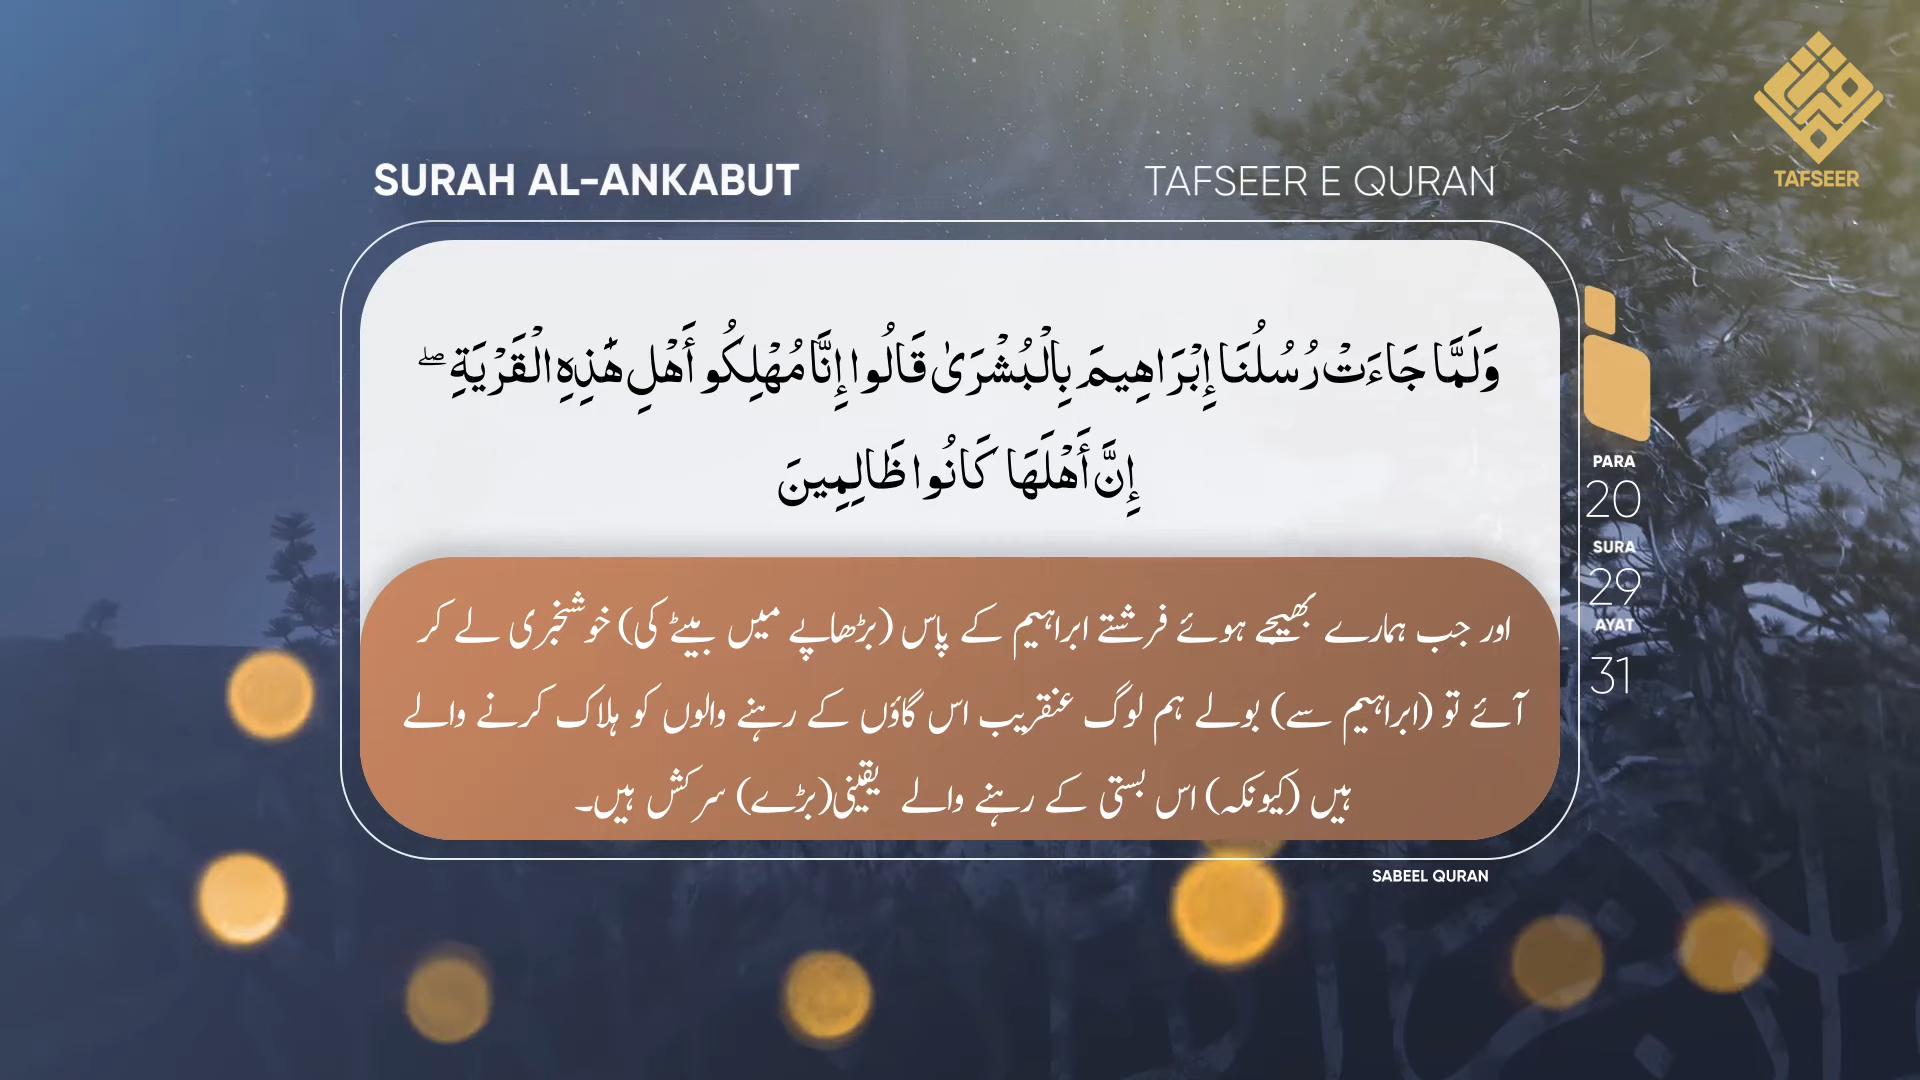 SURAH AL-ANKABUT
TAFSEER E QURAN
TAFSEER
وَلَمَّا جَاءَتْ رُسُلُنَا إِبْرَاهِيمَ بِالْبُشْرَىٰ قَالُوا إِنَّا مُهْلِكُو أَهْلِ هَٰذِهِ الْقَرْيَةِ ۖ
إِنَّ أَهْلَهَا كَانُوا ظَالِمِينَ
اور جب ہمارے بھیجے ہوئے فرشتے ابراہیم کے پاس (بڑھاپے میں بیٹے کی) خوشخبری لے کر
آئے تو (ابراہیم سے) بولے ہم لوگ عنقریب اس گاؤں کے رہنے والوں کو ہلاک کرنے والے
ہیں (کیونکہ) اس بستی کے رہنے والے یقینی(بڑے) سرکش ہیں۔
PARA
20
SURA
29
AYAT
31
SABEEL QURAN